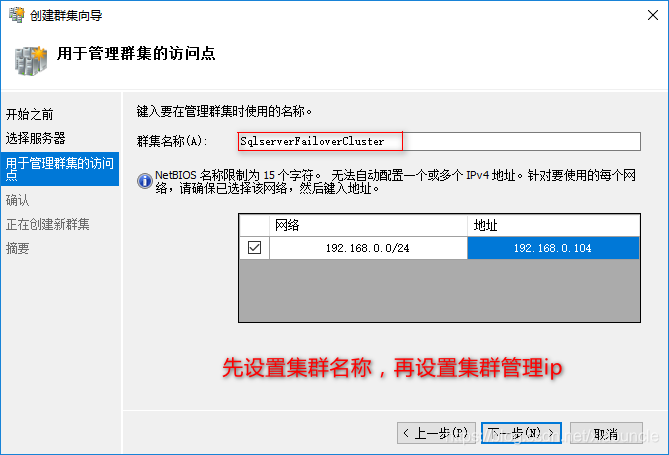 创建群集向导
用于管理群集的访问点
开始之前
选择服务器
用于管理群集的访问
点
确认
正在创建新群集
摘要
键入要在管理群集时使用的名称。
群集名称(A):
SqlserverFailoverCluster
NetBIOS 名称限制为 15 个字符。 无法自动配置一个或多个 IPv4 地址。针对要使用的每个网
络，请确保已选择该网络，然后键入地址。
网络 地址
192.168.0.0/24 192.168.0.104
先设置集群名称，再设置集群管理ip
< 上一步(P) 下一步(N) > 取消